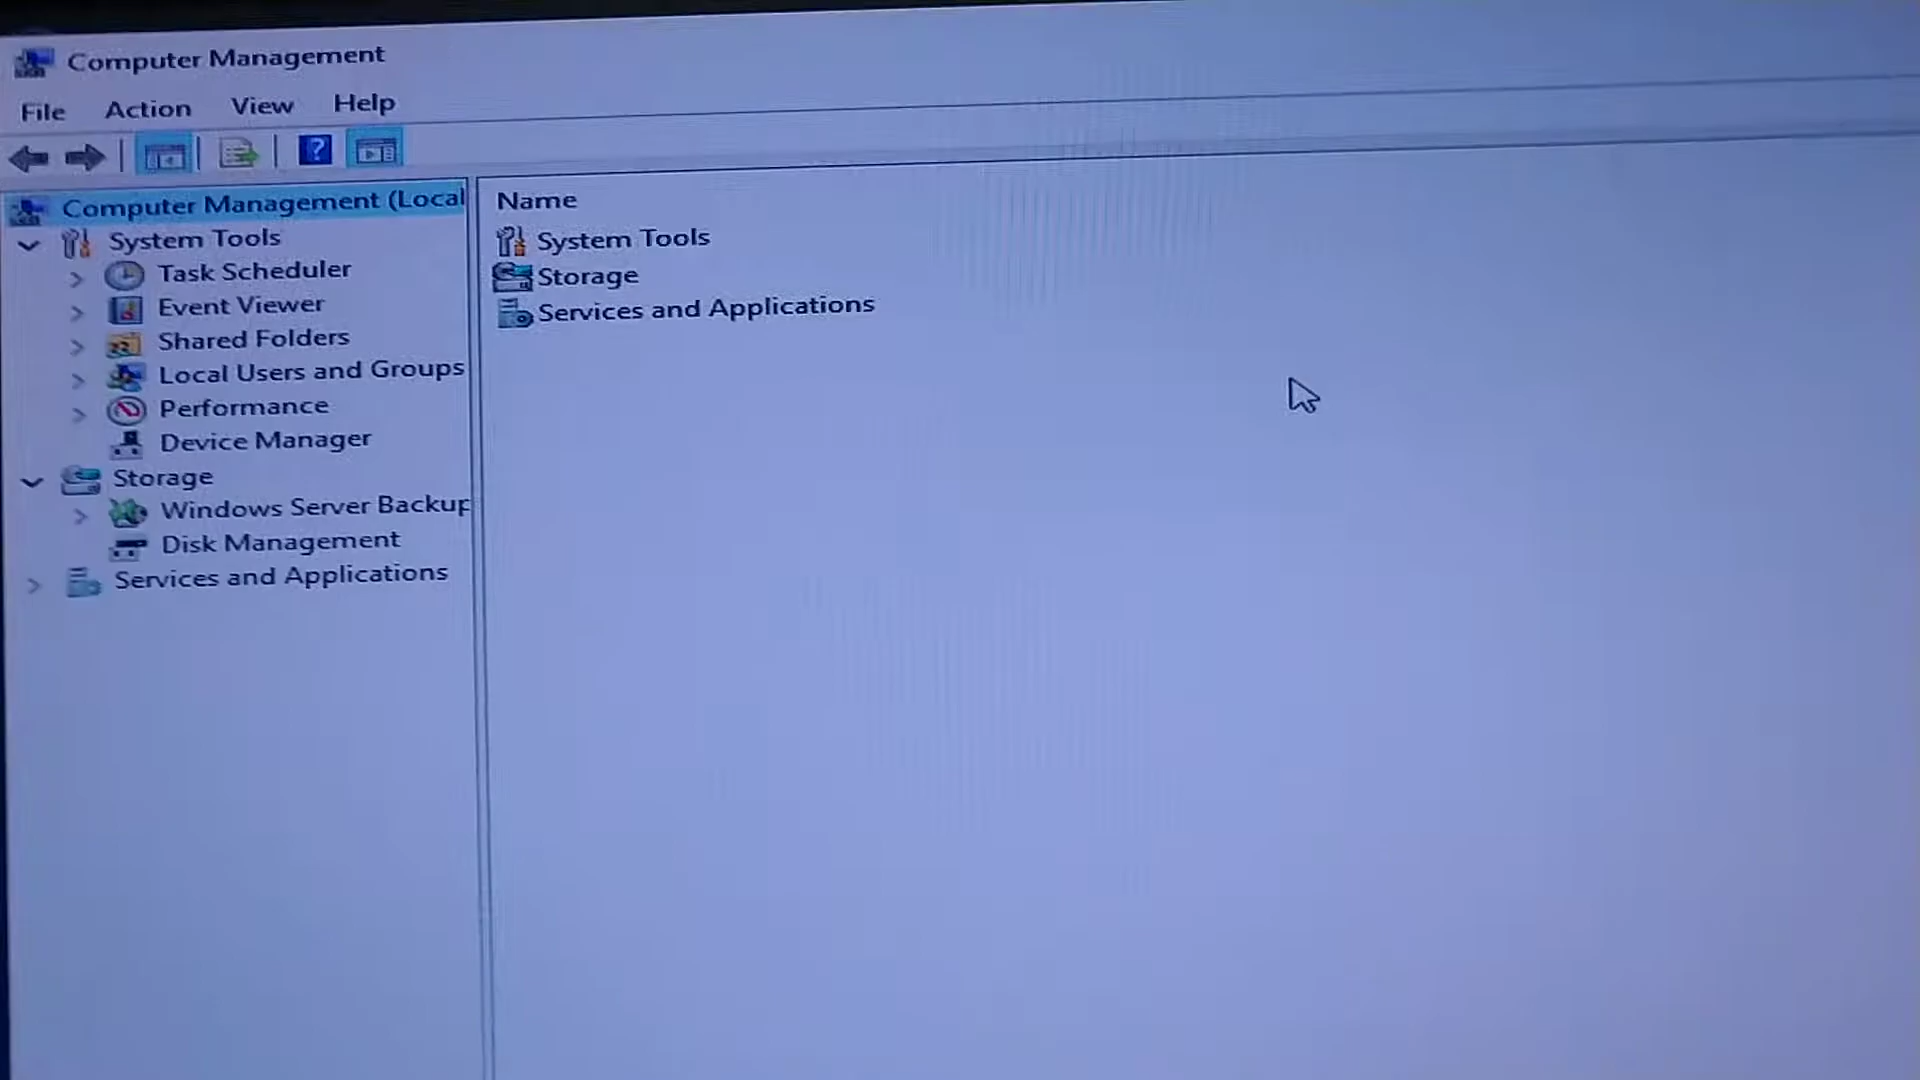 Computer Management
File Action View Help
Computer Management (Local
System Tools
Task Scheduler
Event Viewer
Shared Folders
Local Users and Groups
Performance
Device Manager
Storage
Windows Server Backup
Disk Management
Services and Applications
Name
System Tools
Storage
Services and Applications